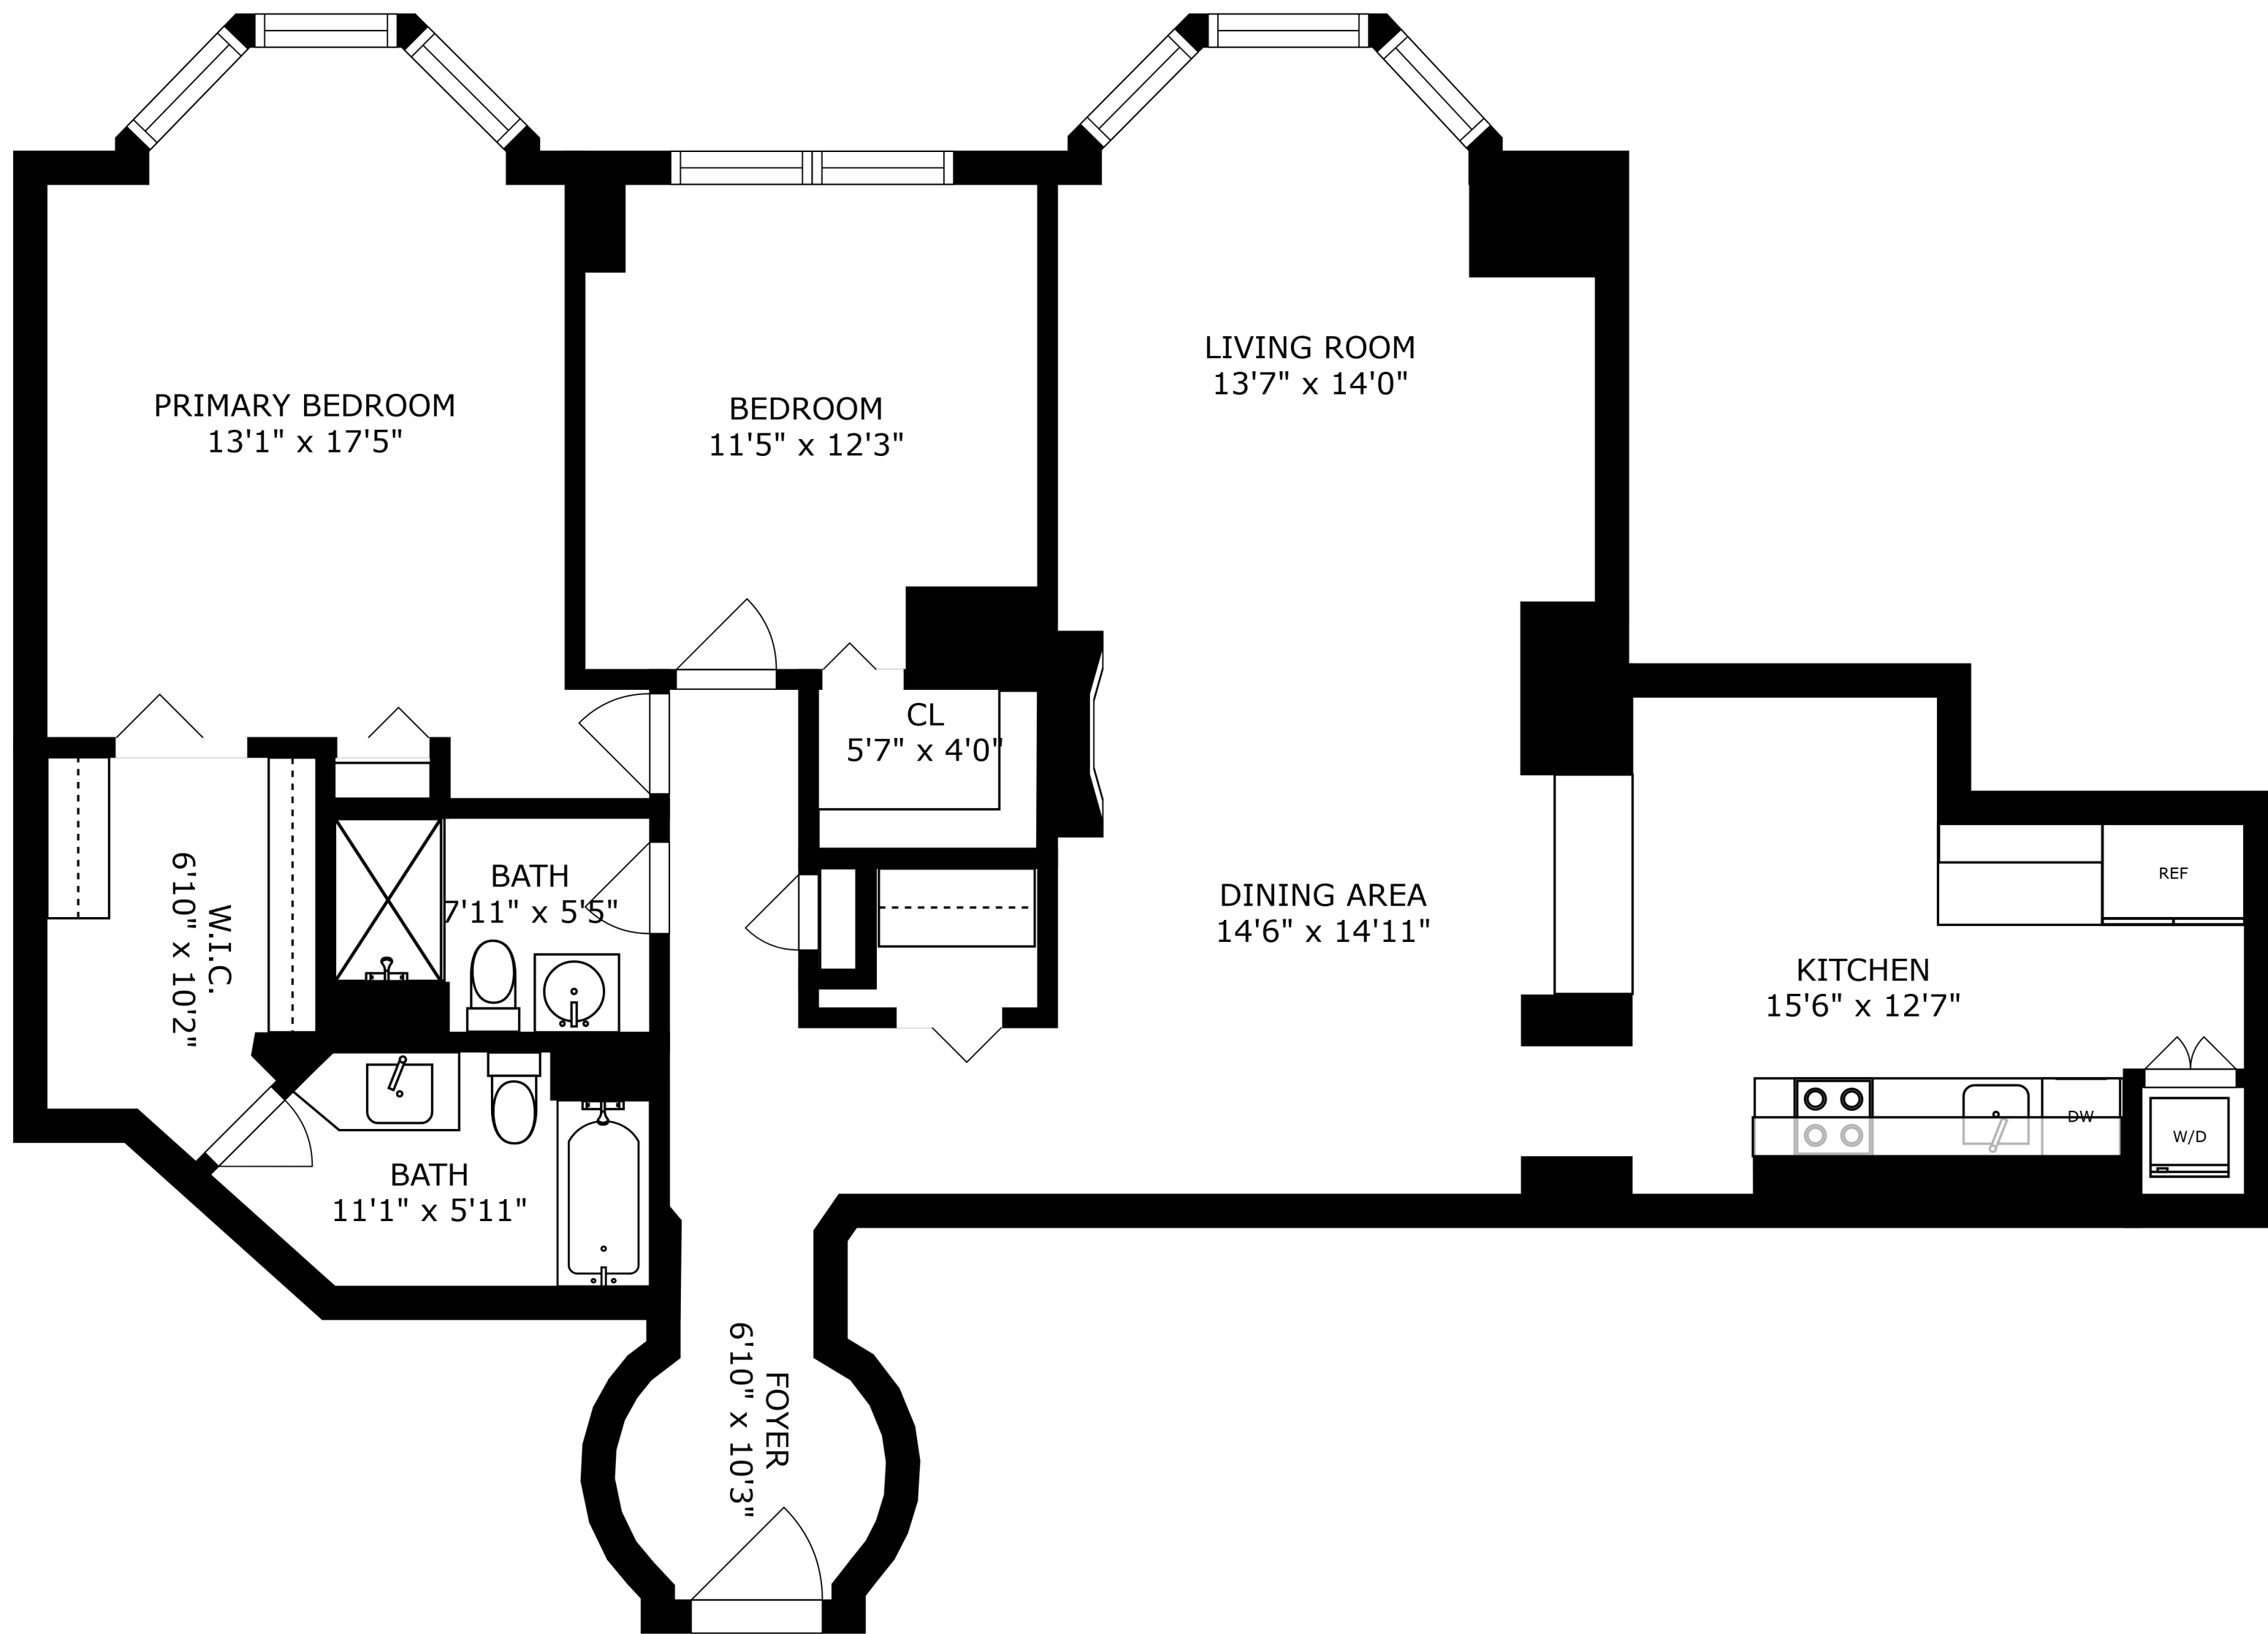 LIVING ROOM
13'7" x 14'0"
PRIMARY BEDROOM
13'1" x 17'5"
BEDROOM
11'5" x 12'3"
CL
5'7" x 4'0"
BATH
7'11" x 5'5"
W.I.C.
6'10" x 10'2"
DINING AREA
14'6" x 14'11"
REF
KITCHEN
15'6" x 12'7"
DW
W/D
BATH
11'1" x 5'11"
FOYER
6'10" x 10'3"